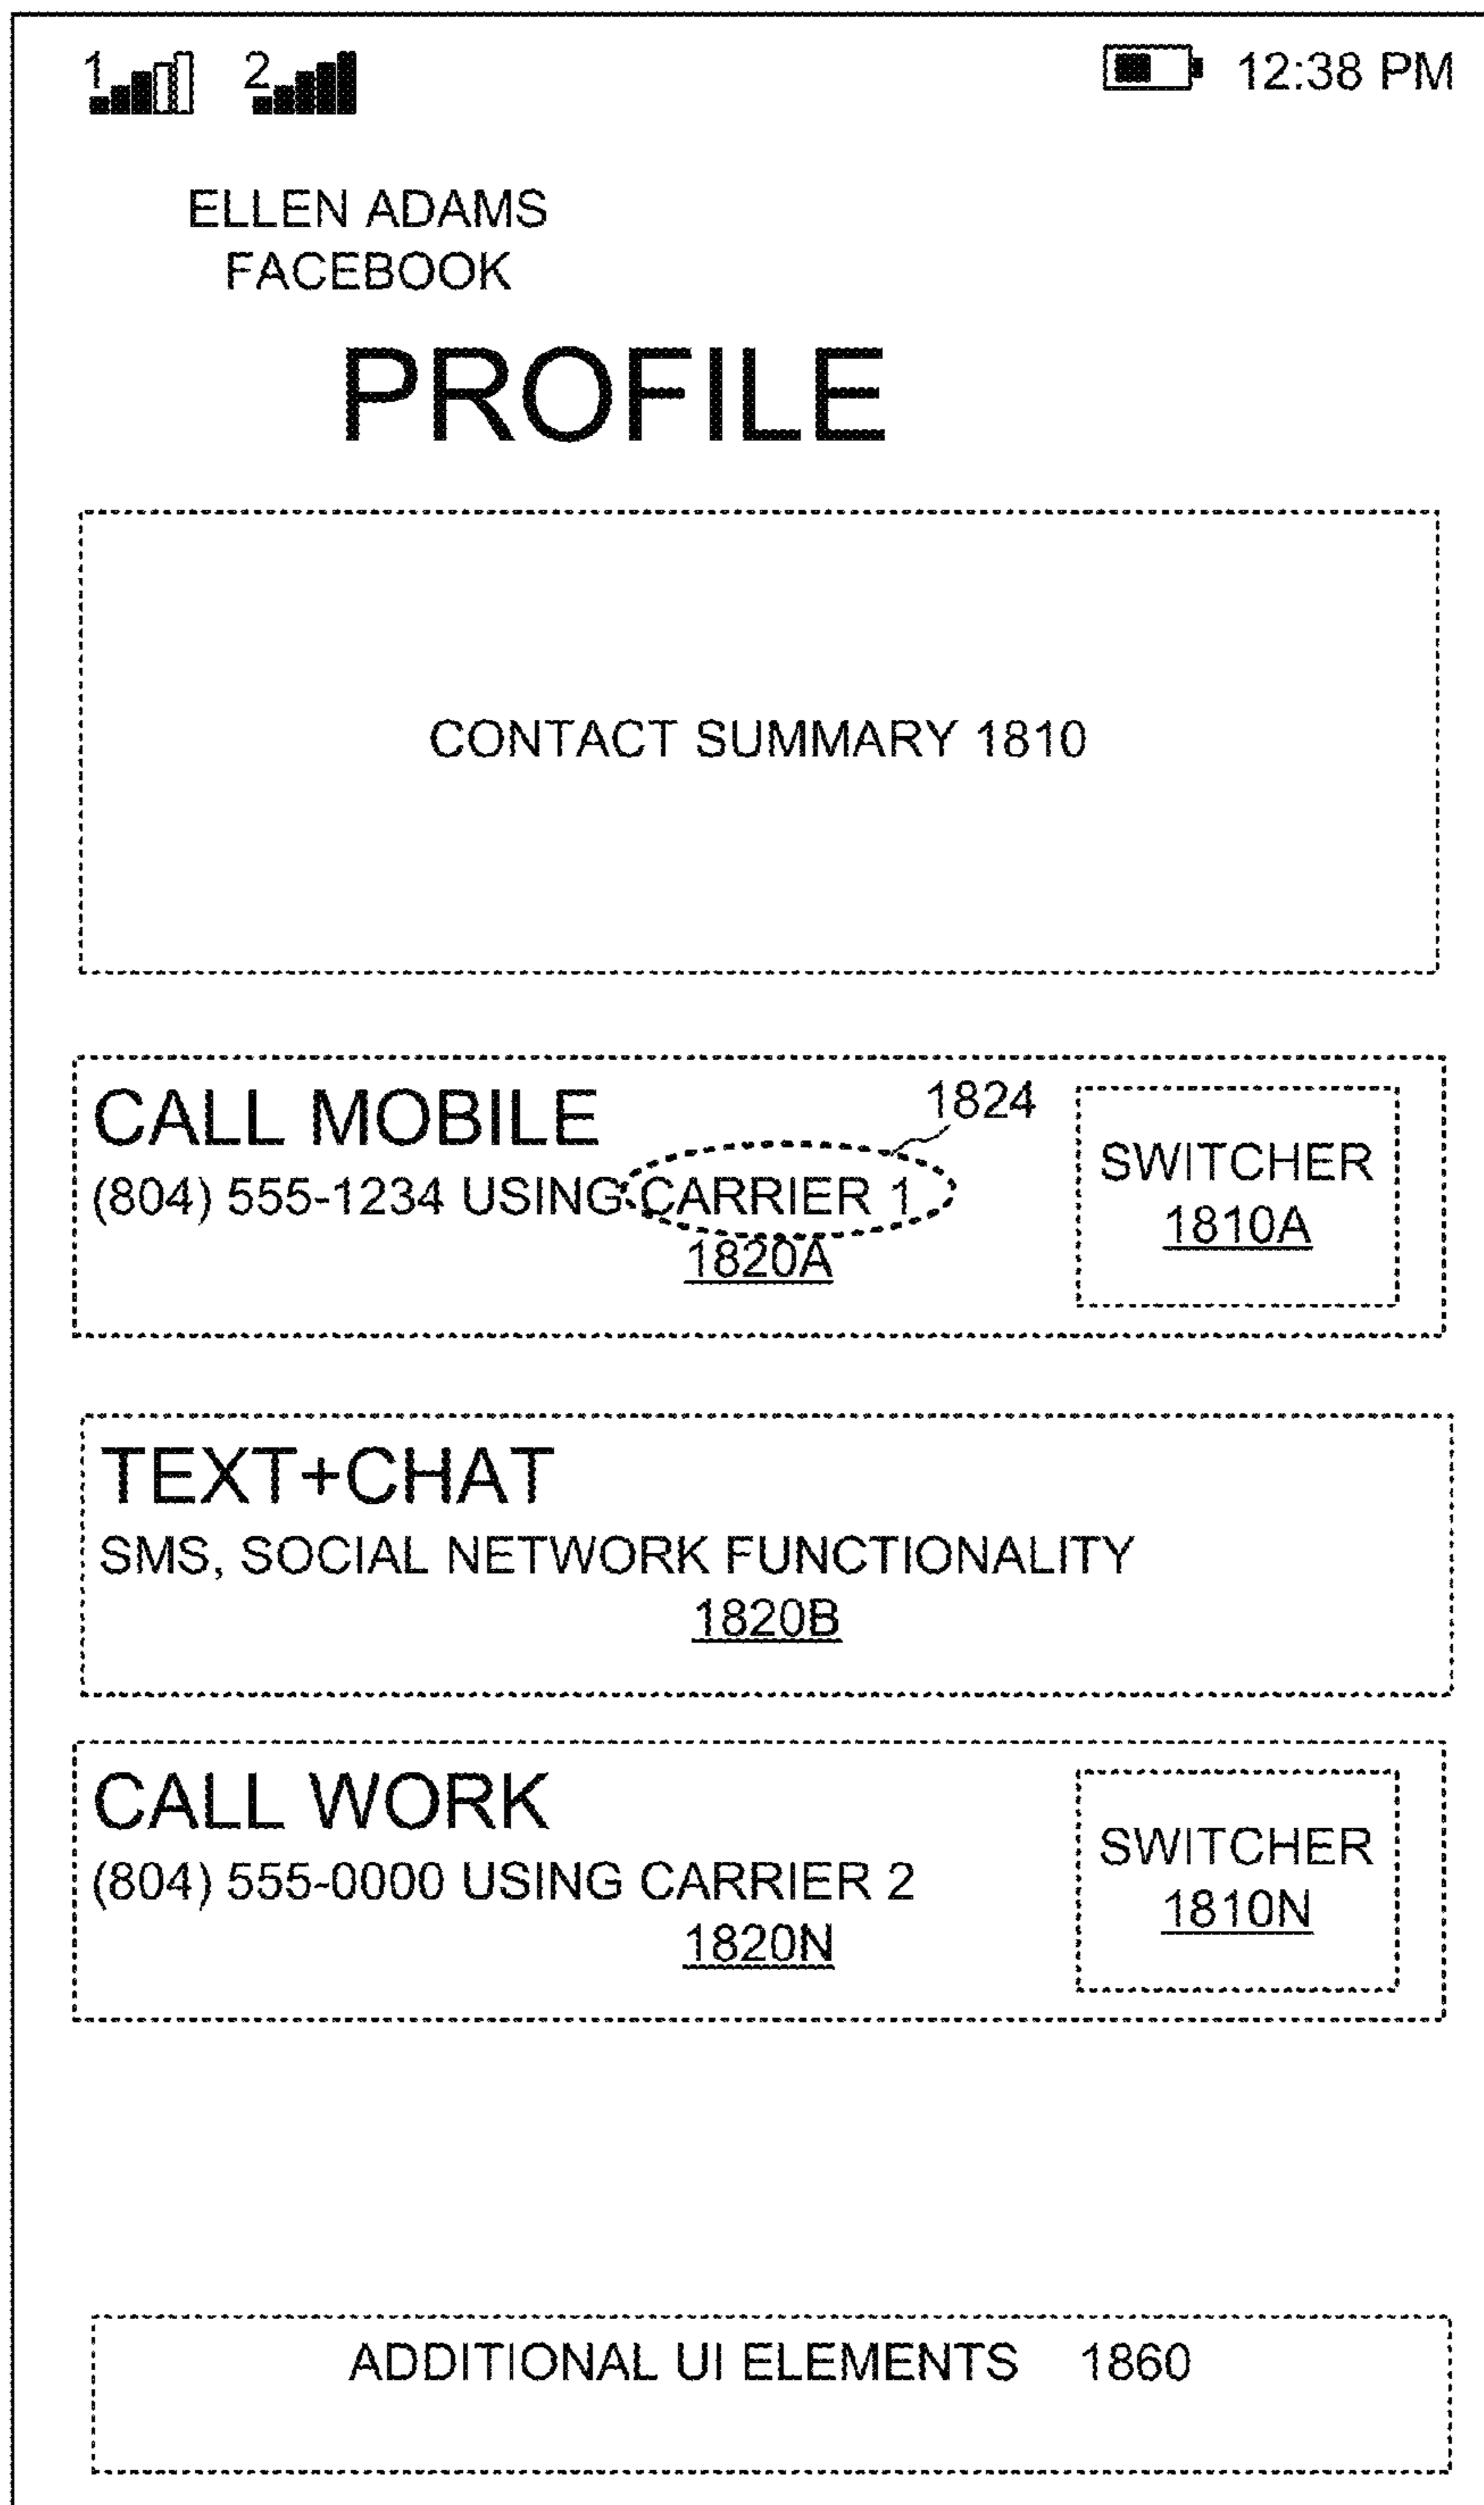 1 2 12:38 PM
ELLEN ADAMS
FACEBOOK
PROFILE
CONTACT SUMMARY 1810
CALL MOBILE
1824
(804) 555-1234 USING CARRIER 1
1820A
SWITCHER
1810A
TEXT+CHAT
SMS, SOCIAL NETWORK FUNCTIONALITY
1820B
CALL WORK
(804) 555-0000 USING CARRIER 2
1820N
SWITCHER
1810N
ADDITIONAL UI ELEMENTS 1860